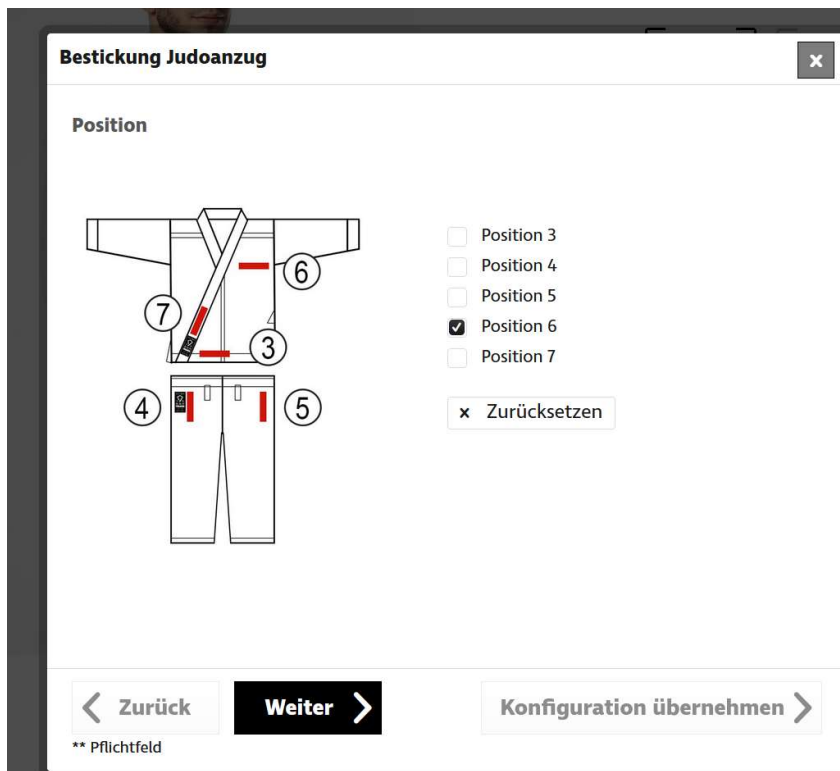 Bestickung Judoanzug
x
Position
6
7
3
4
5
Position 3
Position 4
Position 5
Position 6
Position 7
x Zurücksetzen
Zurück
Weiter
Konfiguration übernehmen
** Pflichtfeld